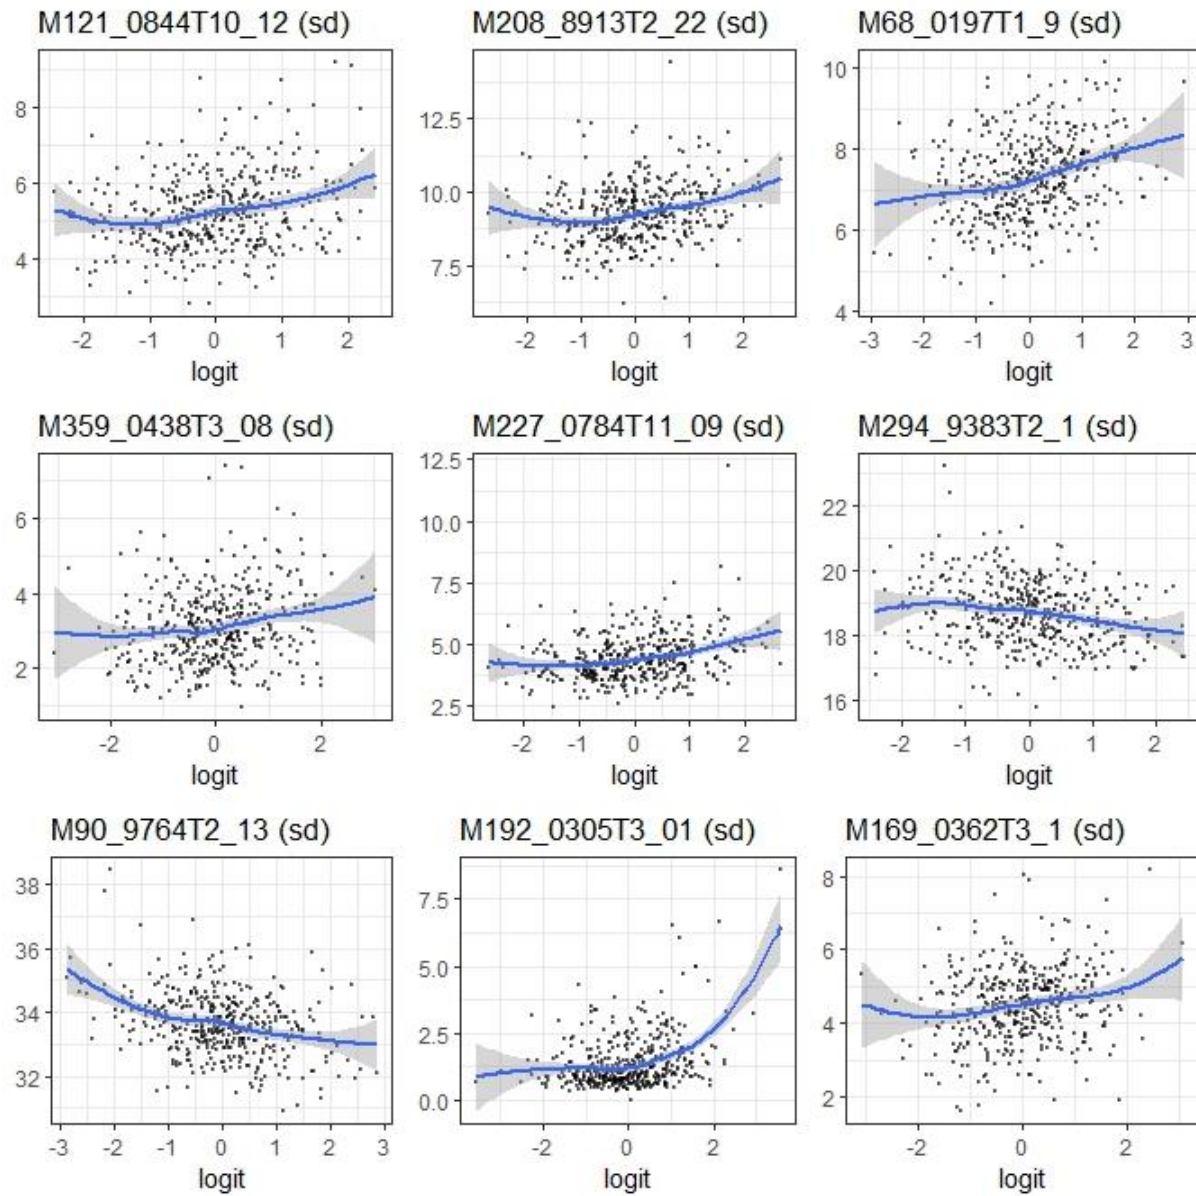 M121_0844T10_12 (sd)
8
6
4
-2 -1 0 1 2
logit
M208_8913T2_22 (sd)
12.5
10.0
7.5
-2 -1 0 1 2
logit
M68_0197T1_9 (sd)
10
8
6
4
-3 -2 -1 0 1 2 3
logit
M359_0438T3_08 (sd)
6
4
2
-2 0 2
logit
M227_0784T11_09 (sd)
12.5
10.0
7.5
5.0
2.5
-2 -1 0 1 2
logit
M294_9383T2_1 (sd)
22
20
18
16
-2 -1 0 1 2
logit
M90_9764T2_13 (sd)
38
36
34
32
-3 -2 -1 0 1 2 3
logit
M192_0305T3_01 (sd)
7.5
5.0
2.5
0.0
-2 0 2
logit
M169_0362T3_1 (sd)
8
6
4
2
-2 0 2
logit